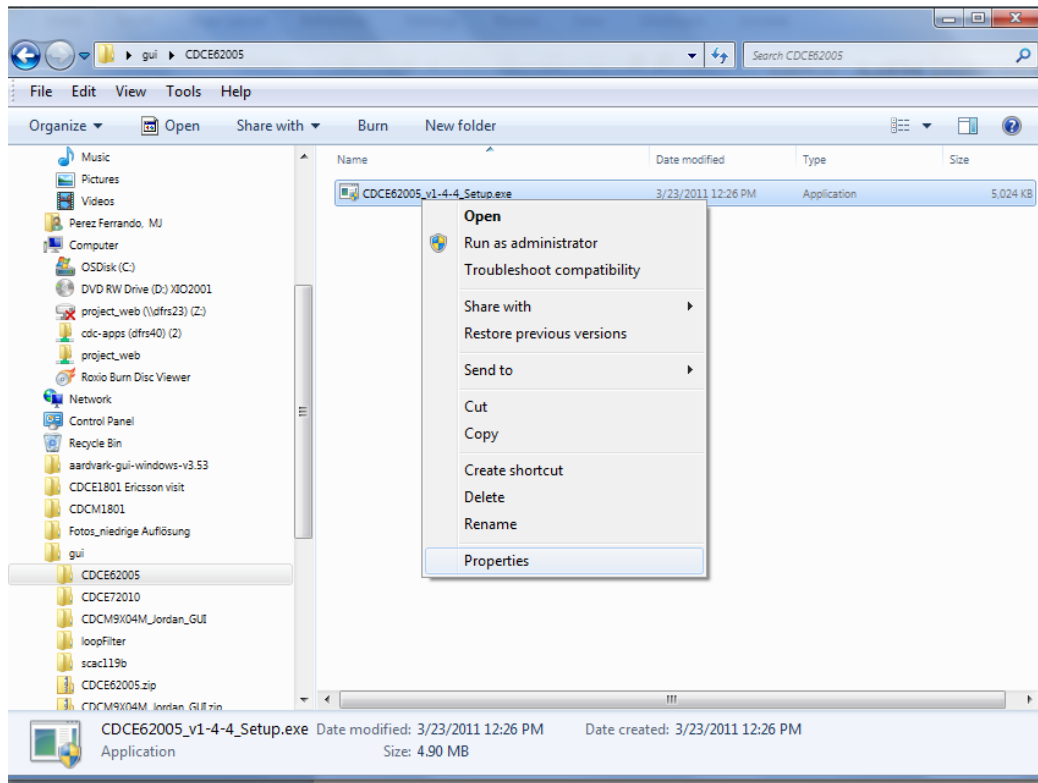 gui CDCE62005
Search CDCE62005
File Edit View Tools Help
Organize Open Share with Burn New folder
Name Date modified Type Size
Music
Pictures
Videos
Perez Ferrando, MJ
Computer
OSDisk (C:)
DVD RW Drive (D:) XIO2001
project_web (\\dfrs23) (Z:)
cdc-apps (dfrs40) (2)
project_web
Roxio Burn Disc Viewer
Network
Control Panel
Recycle Bin
aardvark-gui-windows-v3.53
CDCE1801 Ericsson visit
CDCM1801
Fotos_niedrige Auflösung
gui
CDCE62005
CDCE72010
CDCM9X04M_Jordan_GUI
loopFilter
scac119b
CDCE62005.zip
CDCM9X04M_Jordan_GUI.zip
CDCE62005_v1-4-4_Setup.exe 3/23/2011 12:26 PM Application 5,024 KB
Open
Run as administrator
Troubleshoot compatibility
Share with
Restore previous versions
Send to
Cut
Copy
Create shortcut
Delete
Rename
Properties
CDCE62005_v1-4-4_Setup.exe Date modified: 3/23/2011 12:26 PM Date created: 3/23/2011 12:26 PM
Application Size: 4.90 MB